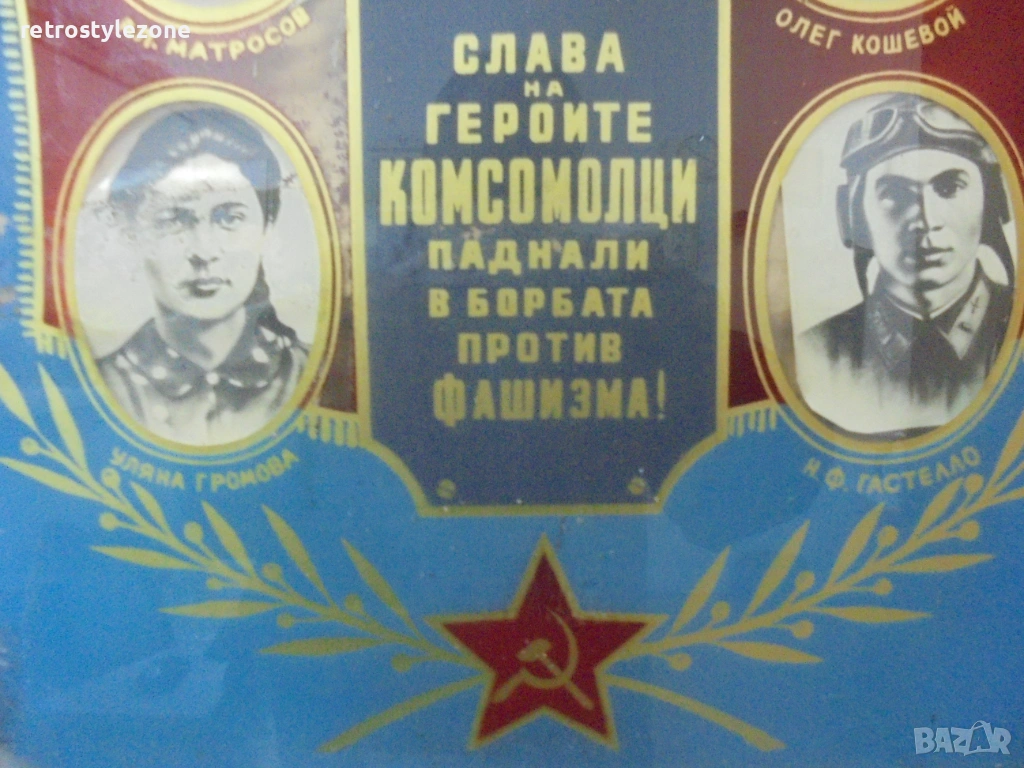 retrostylezone
МАТРОСОВ
ОЛЕГ КОШЕВОЙ
СЛАВА
НА
ГЕРОИТЕ
КОМСОМОЛЦИ
ПАДНАЛИ
В БОРБАТА
ПРОТИВ
ФАШИЗМА!
УЛЯНА ГРОМОВА
Н. Ф. ГАСТЕЛЛО
BAZAR